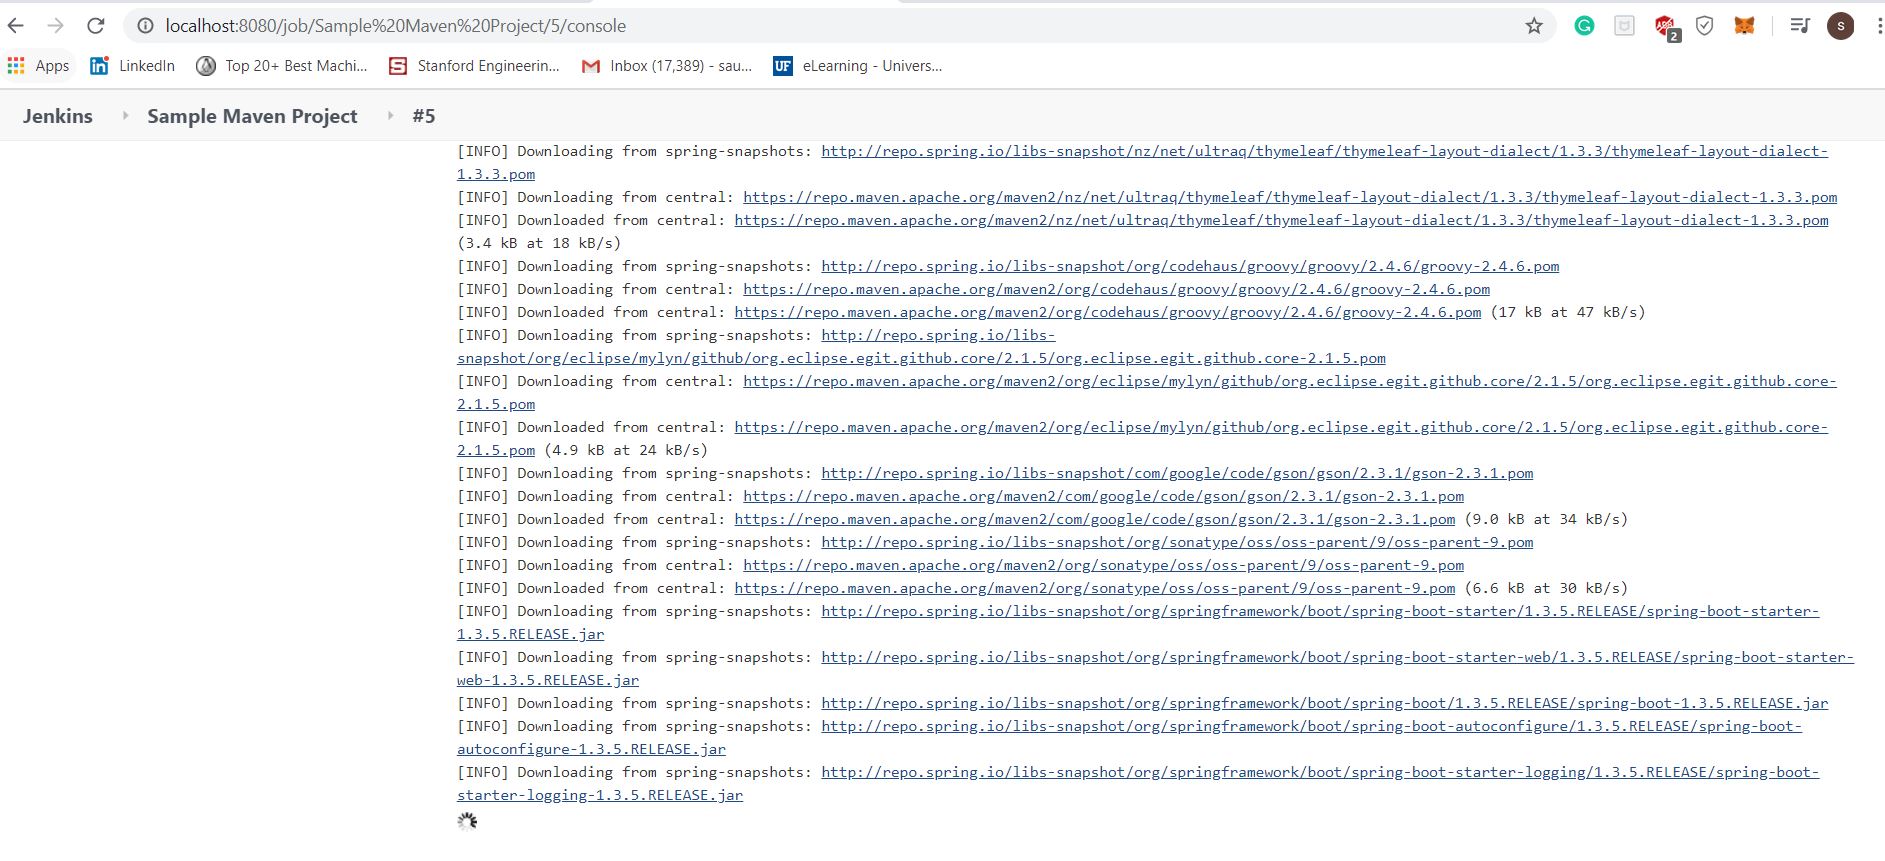 localhost:8080/job/Sample%20Maven%20Project/5/console
2
s
Apps LinkedIn Top 20+ Best Machi... Stanford Engineerin... Inbox (17,389) - sau... UF eLearning - Univers...
Jenkins Sample Maven Project #5
[INFO] Downloading from spring-snapshots: http://repo.spring.io/libs-snapshot/nz/net/ultraq/thymeleaf/thymeleaf-layout-dialect/1.3.3/thymeleaf-layout-dialect-
1.3.3.pom
[INFO] Downloading from central: https://repo.maven.apache.org/maven2/nz/net/ultraq/thymeleaf/thymeleaf-layout-dialect/1.3.3/thymeleaf-layout-dialect-1.3.3.pom
[INFO] Downloaded from central: https://repo.maven.apache.org/maven2/nz/net/ultraq/thymeleaf/thymeleaf-layout-dialect/1.3.3/thymeleaf-layout-dialect-1.3.3.pom
(3.4 kB at 18 kB/s)
[INFO] Downloading from spring-snapshots: http://repo.spring.io/libs-snapshot/org/codehaus/groovy/groovy/2.4.6/groovy-2.4.6.pom
[INFO] Downloading from central: https://repo.maven.apache.org/maven2/org/codehaus/groovy/groovy/2.4.6/groovy-2.4.6.pom
[INFO] Downloaded from central: https://repo.maven.apache.org/maven2/org/codehaus/groovy/groovy/2.4.6/groovy-2.4.6.pom (17 kB at 47 kB/s)
[INFO] Downloading from spring-snapshots: http://repo.spring.io/libs-
snapshot/org/eclipse/mylyn/github/org.eclipse.egit.github.core/2.1.5/org.eclipse.egit.github.core-2.1.5.pom
[INFO] Downloading from central: https://repo.maven.apache.org/maven2/org/eclipse/mylyn/github/org.eclipse.egit.github.core/2.1.5/org.eclipse.egit.github.core-
2.1.5.pom
[INFO] Downloaded from central: https://repo.maven.apache.org/maven2/org/eclipse/mylyn/github/org.eclipse.egit.github.core/2.1.5/org.eclipse.egit.github.core-
2.1.5.pom (4.9 kB at 24 kB/s)
[INFO] Downloading from spring-snapshots: http://repo.spring.io/libs-snapshot/com/google/code/gson/gson/2.3.1/gson-2.3.1.pom
[INFO] Downloading from central: https://repo.maven.apache.org/maven2/com/google/code/gson/gson/2.3.1/gson-2.3.1.pom
[INFO] Downloaded from central: https://repo.maven.apache.org/maven2/com/google/code/gson/gson/2.3.1/gson-2.3.1.pom (9.0 kB at 34 kB/s)
[INFO] Downloading from spring-snapshots: http://repo.spring.io/libs-snapshot/org/sonatype/oss/oss-parent/9/oss-parent-9.pom
[INFO] Downloading from central: https://repo.maven.apache.org/maven2/org/sonatype/oss/oss-parent/9/oss-parent-9.pom
[INFO] Downloaded from central: https://repo.maven.apache.org/maven2/org/sonatype/oss/oss-parent/9/oss-parent-9.pom (6.6 kB at 30 kB/s)
[INFO] Downloading from spring-snapshots: http://repo.spring.io/libs-snapshot/org/springframework/boot/spring-boot-starter/1.3.5.RELEASE/spring-boot-starter-
1.3.5.RELEASE.jar
[INFO] Downloading from spring-snapshots: http://repo.spring.io/libs-snapshot/org/springframework/boot/spring-boot-starter-web/1.3.5.RELEASE/spring-boot-starter-
web-1.3.5.RELEASE.jar
[INFO] Downloading from spring-snapshots: http://repo.spring.io/libs-snapshot/org/springframework/boot/spring-boot/1.3.5.RELEASE/spring-boot-1.3.5.RELEASE.jar
[INFO] Downloading from spring-snapshots: http://repo.spring.io/libs-snapshot/org/springframework/boot/spring-boot-autoconfigure/1.3.5.RELEASE/spring-boot-
autoconfigure-1.3.5.RELEASE.jar
[INFO] Downloading from spring-snapshots: http://repo.spring.io/libs-snapshot/org/springframework/boot/spring-boot-starter-logging/1.3.5.RELEASE/spring-boot-
starter-logging-1.3.5.RELEASE.jar